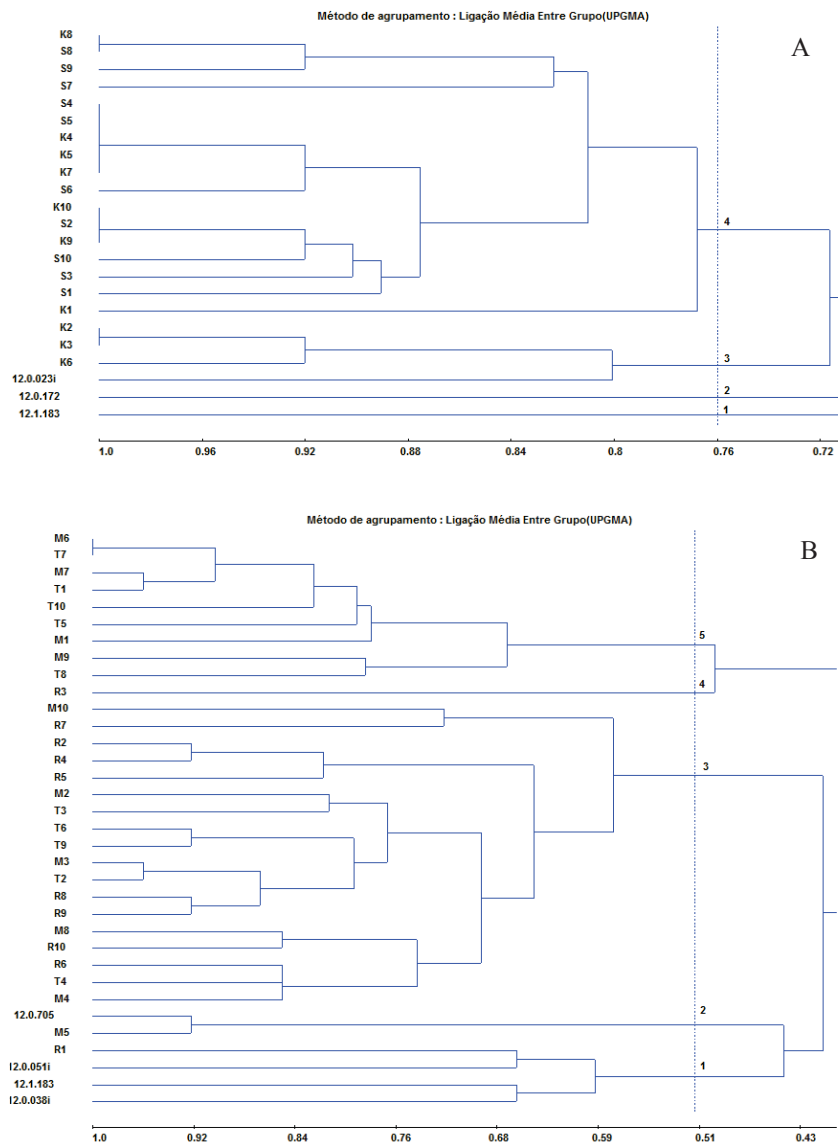 Método de agrupamento : Ligação Média Entre Grupo(UPGMA)
A
K8
S8
S9
S7
S4
S5
K4
K5
K7
S6
K10
S2
K9
S10
S3
S1
K1
K2
K3
K6
12.0.023i
12.0.172
12.1.183
4
3
2
1
1.0 0.96 0.92 0.88 0.84 0.8 0.76 0.72
Método de agrupamento : Ligação Média Entre Grupo(UPGMA)
B
M6
T7
M7
T1
T10
T5
M1
M9
T8
R3
M10
R7
R2
R4
R5
M2
T3
T6
T9
M3
T2
R8
R9
M8
R10
R6
T4
M4
12.0.705
M5
R1
12.0.051i
12.1.183
12.0.038i
5
4
3
2
1
1.0 0.92 0.84 0.76 0.68 0.59 0.51 0.43